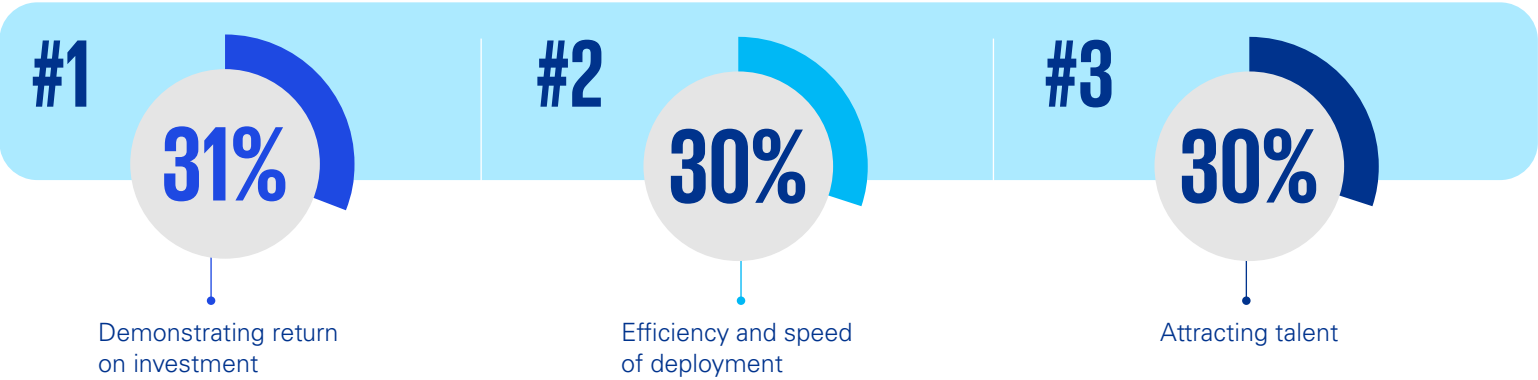 #1
31%
Demonstrating return
on investment
#2
30%
Efficiency and speed
of deployment
#3
30%
Attracting talent